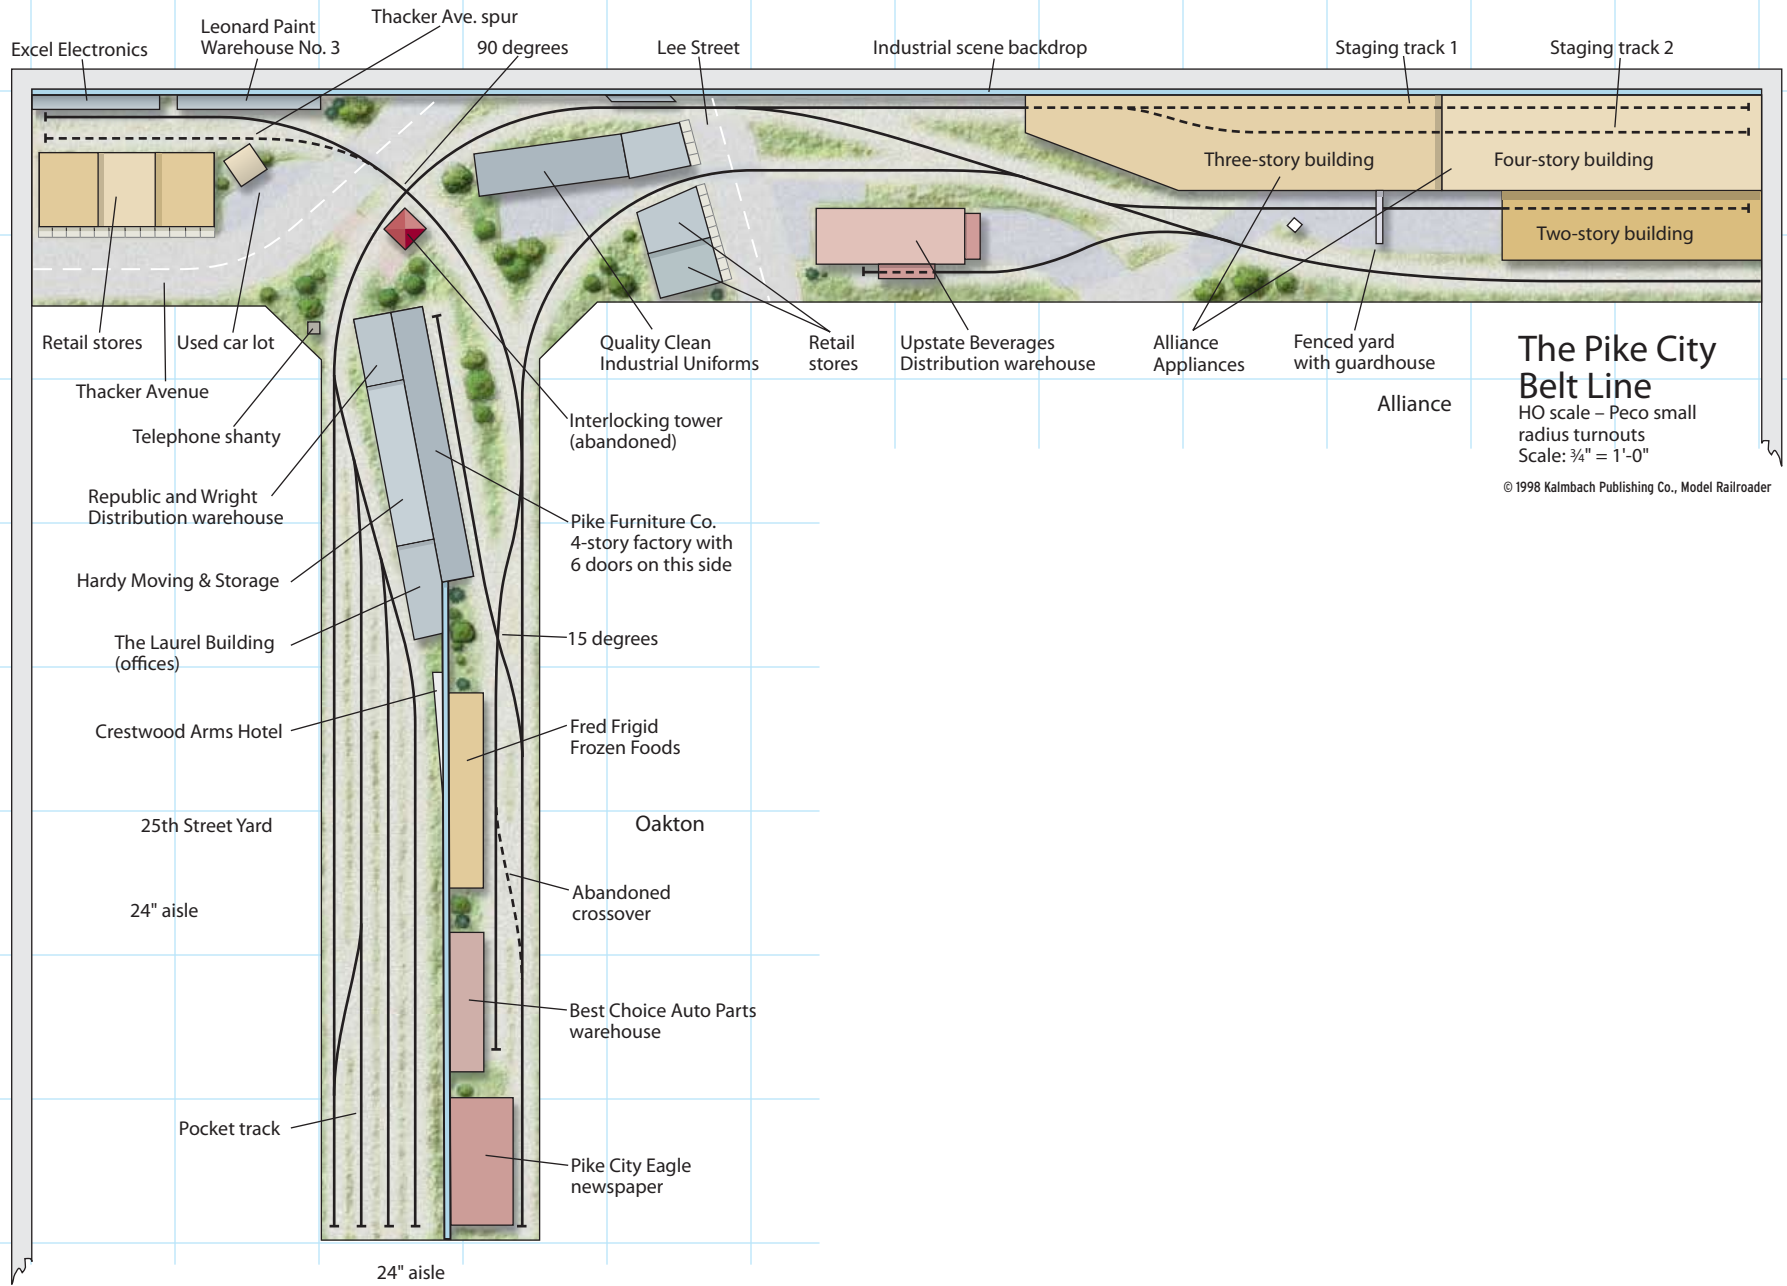 Thacker Ave. spur
Leonard Paint
Warehouse No. 3
Excel Electronics
90 degrees
Lee Street
Industrial scene backdrop
Staging track 1
Staging track 2
Three-story building
Four-story building
Two-story building
Retail stores
Used car lot
Thacker Avenue
Telephone shanty
Quality Clean
Industrial Uniforms
Retail
stores
Upstate Beverages
Distribution warehouse
Alliance
Appliances
Fenced yard
with guardhouse
The Pike City
Belt Line
HO scale – Peco small
radius turnouts
Scale: ¾" = 1'-0"
© 1998 Kalmbach Publishing Co., Model Railroader
Alliance
Interlocking tower
(abandoned)
Republic and Wright
Distribution warehouse
Pike Furniture Co.
4-story factory with
6 doors on this side
Hardy Moving & Storage
The Laurel Building
(offices)
15 degrees
Crestwood Arms Hotel
Fred Frigid
Frozen Foods
25th Street Yard
Oakton
24" aisle
Abandoned
crossover
Best Choice Auto Parts
warehouse
Pocket track
Pike City Eagle
newspaper
24" aisle